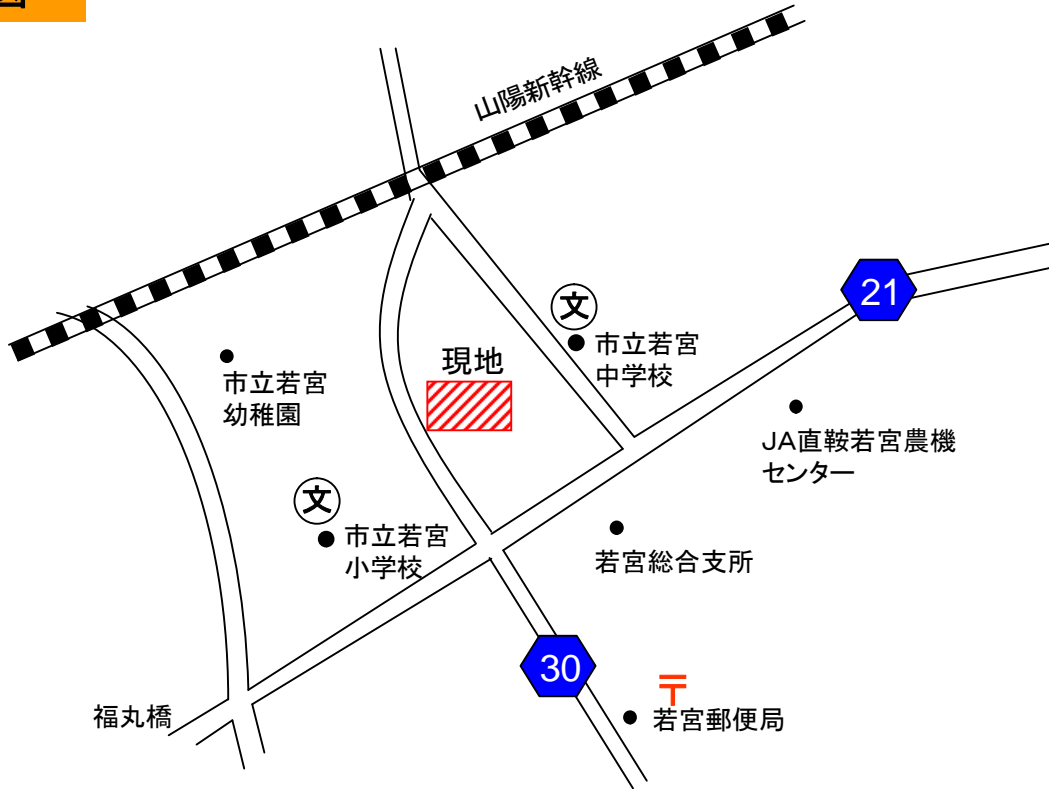 図
山陽新幹線
21
文
市立若宮
中学校
現地
市立若宮
幼稚園
JA直鞍若宮農機
センター
文
市立若宮
小学校
若宮総合支所
30
〒
若宮郵便局
福丸橋